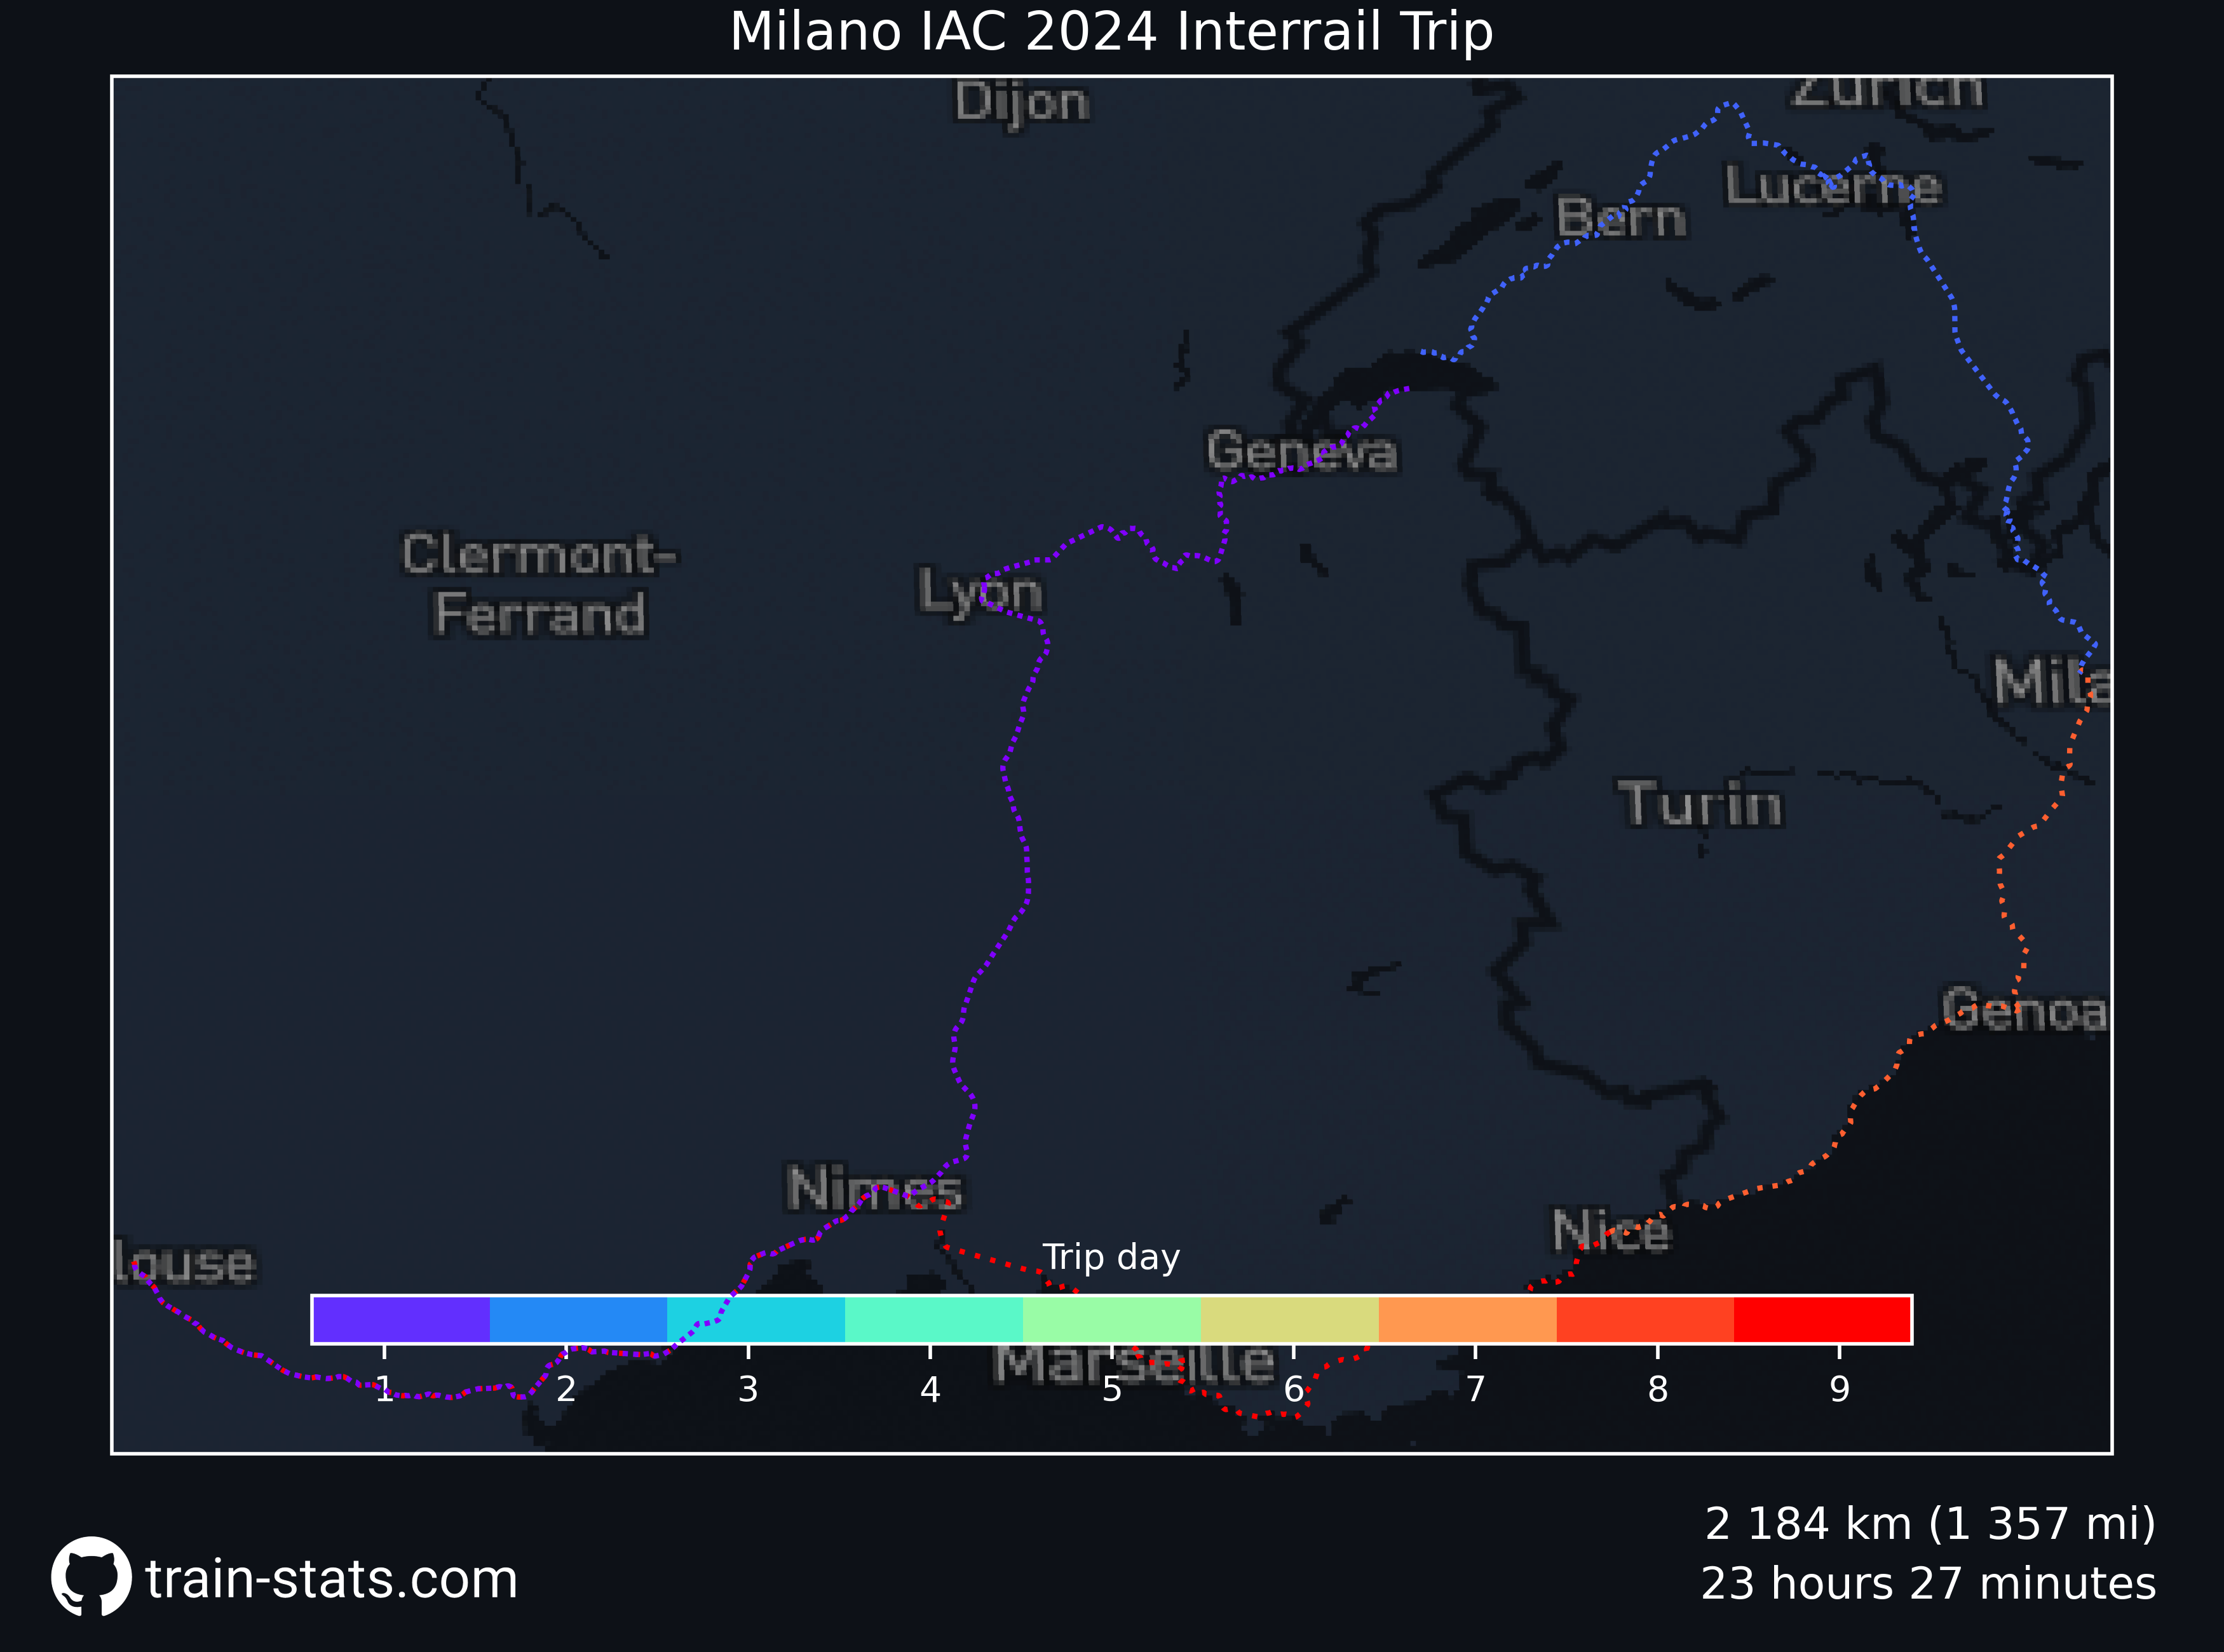 Milano IAC 2024 Interrail Trip
Dijon
Zürich
Lucerne
Bern
Geneva
Clermont-
Ferrand
Lyon
Mila
Turin
Genoa
Nîmes
Nice
louse
Trip day
Marseille
1 2 3 4 5 6 7 8 9
2 184 km (1 357 mi)
23 hours 27 minutes
train-stats.com